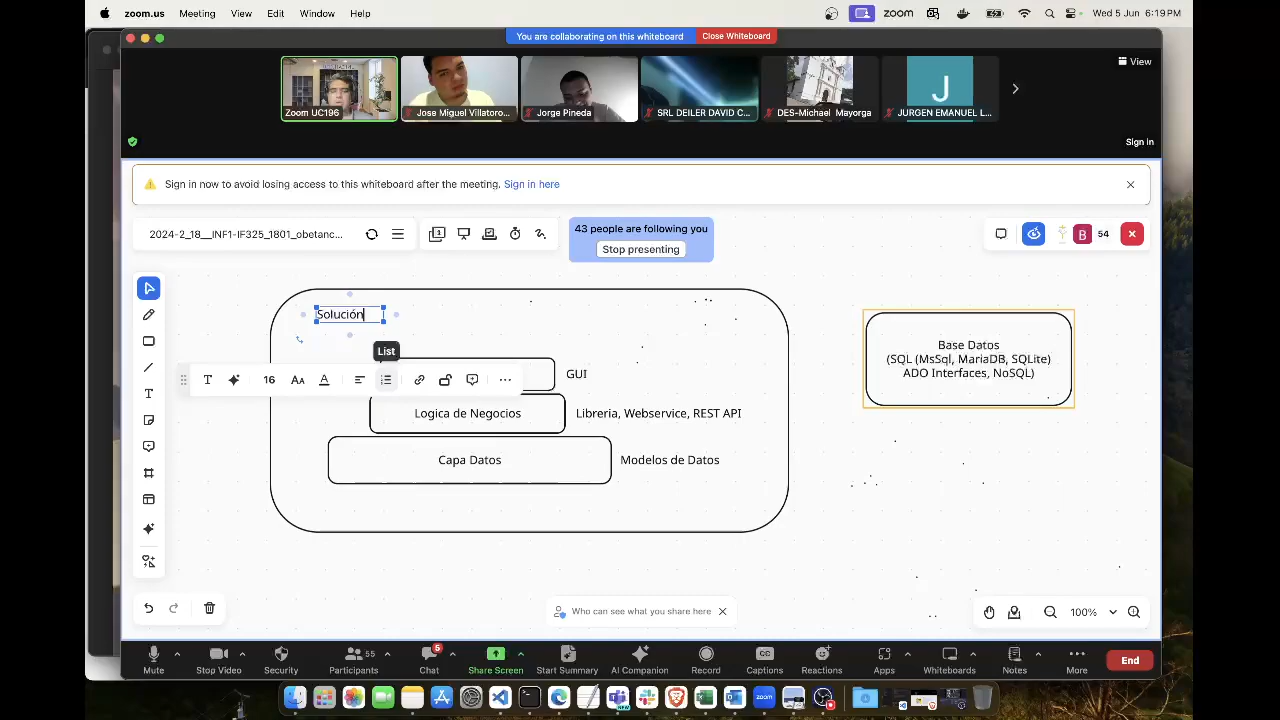 zoom.us Meeting View Edit Window Help
zoom
Wed 5 Jun 6:19 PM
You are collaborating on this whiteboard
Close Whiteboard
View
Zoom UC196
Jose Miguel Villatoro...
Jorge Pineda
SRL DEILER DAVID C...
DES-Michael Mayorga
J
JURGEN EMANUEL L...
Sign in
Sign in now to avoid losing access to this whiteboard after the meeting. Sign in here
2024-2_18__INF1-IF325_1801_obetanc...
1
43 people are following you
Stop presenting
B
54
Solución
List
T
16
AA
A
GUI
Logica de Negocios
Libreria, Webservice, REST API
Capa Datos
Modelos de Datos
Base Datos
(SQL (MsSql, MariaDB, SQLite)
ADO Interfaces, NoSQL)
T
Who can see what you share here
100%
Mute
Stop Video
Security
55
Participants
5
Chat
Share Screen
Start Summary
AI Companion
Record
CC
Captions
Reactions
Apps
Whiteboards
Notes
More
End
NEW
zoom